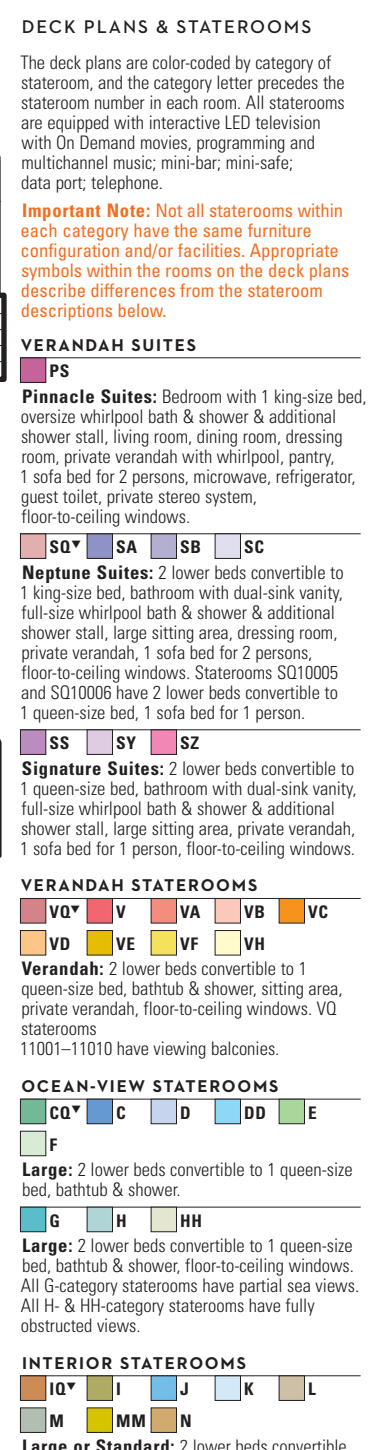 DECK PLANS & STATEROOMS
The deck plans are color-coded by category of
stateroom, and the category letter precedes the
stateroom number in each room. All staterooms
are equipped with interactive LED television
with On Demand movies, programming and
multichannel music; mini-bar; mini-safe;
data port; telephone.
Important Note: Not all staterooms within
each category have the same furniture
configuration and/or facilities. Appropriate
symbols within the rooms on the deck plans
describe differences from the stateroom
descriptions below.
VERANDAH SUITES
PS
Pinnacle Suites: Bedroom with 1 king-size bed,
oversize whirlpool bath & shower & additional
shower stall, living room, dining room, dressing
room, private verandah with whirlpool, pantry,
1 sofa bed for 2 persons, microwave, refrigerator,
guest toilet, private stereo system,
floor-to-ceiling windows.
SQ▼ SA SB SC
Neptune Suites: 2 lower beds convertible to
1 king-size bed, bathroom with dual-sink vanity,
full-size whirlpool bath & shower & additional
shower stall, large sitting area, dressing room,
private verandah, 1 sofa bed for 2 persons,
floor-to-ceiling windows. Staterooms SQ10005
and SQ10006 have 2 lower beds convertible to
1 queen-size bed, 1 sofa bed for 1 person.
SS SY SZ
Signature Suites: 2 lower beds convertible to
1 queen-size bed, bathroom with dual-sink vanity,
full-size whirlpool bath & shower & additional
shower stall, large sitting area, private verandah,
1 sofa bed for 1 person, floor-to-ceiling windows.
VERANDAH STATEROOMS
VQ▼ V VA VB VC
VD VE VF VH
Verandah: 2 lower beds convertible to 1
queen-size bed, bathtub & shower, sitting area,
private verandah, floor-to-ceiling windows. VQ
staterooms
11001–11010 have viewing balconies.
OCEAN-VIEW STATEROOMS
CQ▼ C D DD E
F
Large: 2 lower beds convertible to 1 queen-size
bed, bathtub & shower.
G H HH
Large: 2 lower beds convertible to 1 queen-size
bed, bathtub & shower, floor-to-ceiling windows.
All G-category staterooms have partial sea views.
All H- & HH-category staterooms have fully
obstructed views.
INTERIOR STATEROOMS
IQ▼ I J K L
M MM N
Large or Standard: 2 lower beds convertible